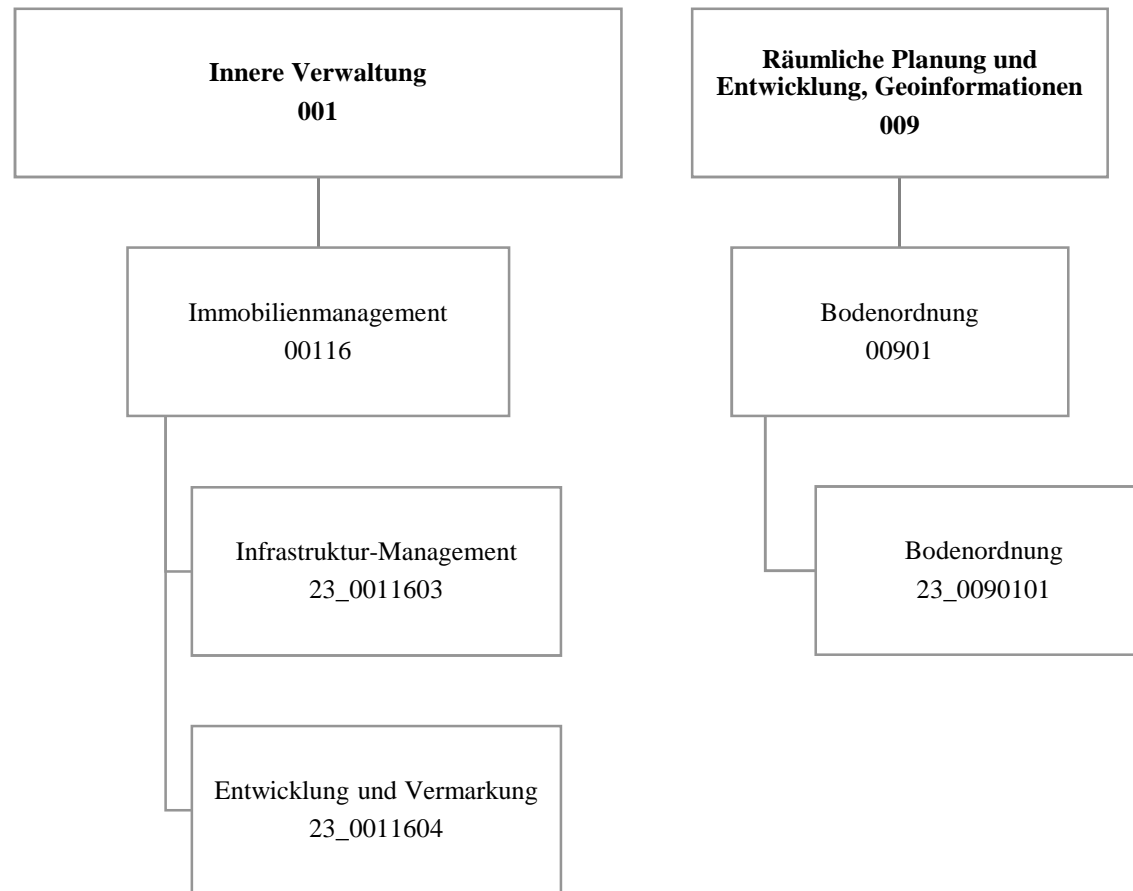 Innere Verwaltung
001
Immobilienmanagement
00116
Infrastruktur-Management
23_0011603
Entwicklung und Vermarkung
23_0011604
Räumliche Planung und
Entwicklung, Geoinformationen
009
Bodenordnung
00901
Bodenordnung
23_0090101